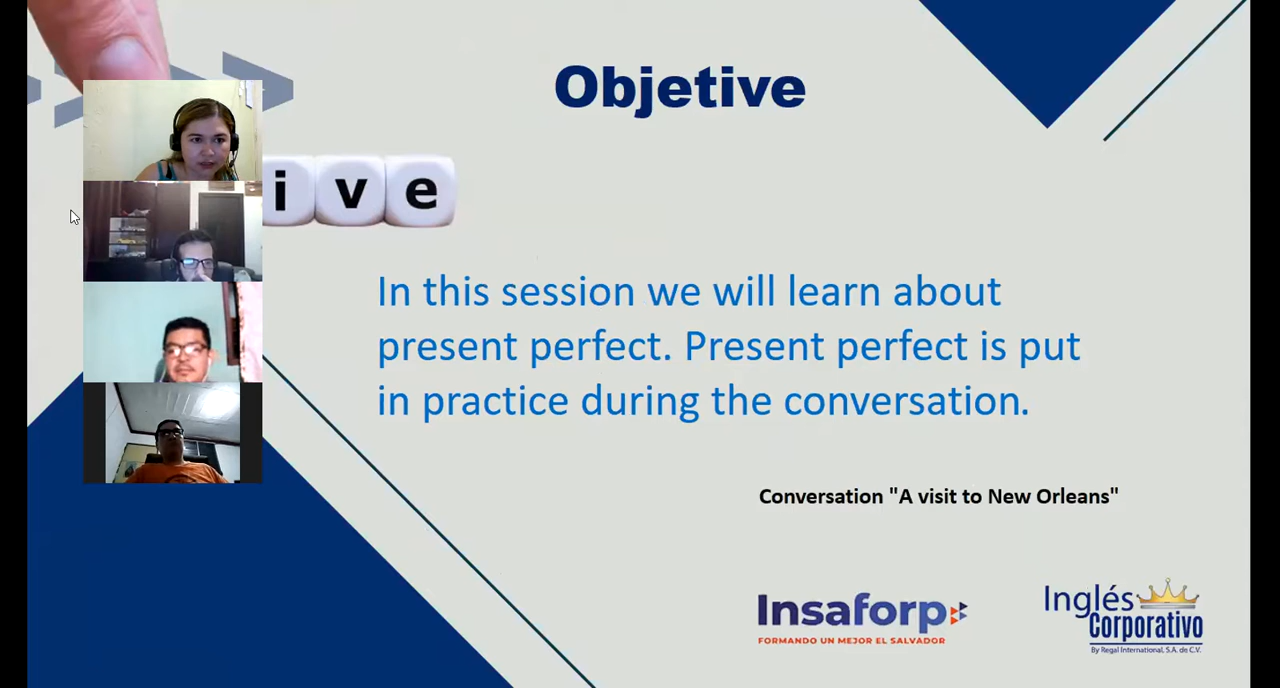 Objetive
i v e
In this session we will learn about
present perfect. Present perfect is put
in practice during the conversation.
Conversation "A visit to New Orleans"
Insaforp
FORMANDO UN MEJOR EL SALVADOR
Inglés
Corporativo
By Regal International, S.A. de C.V.